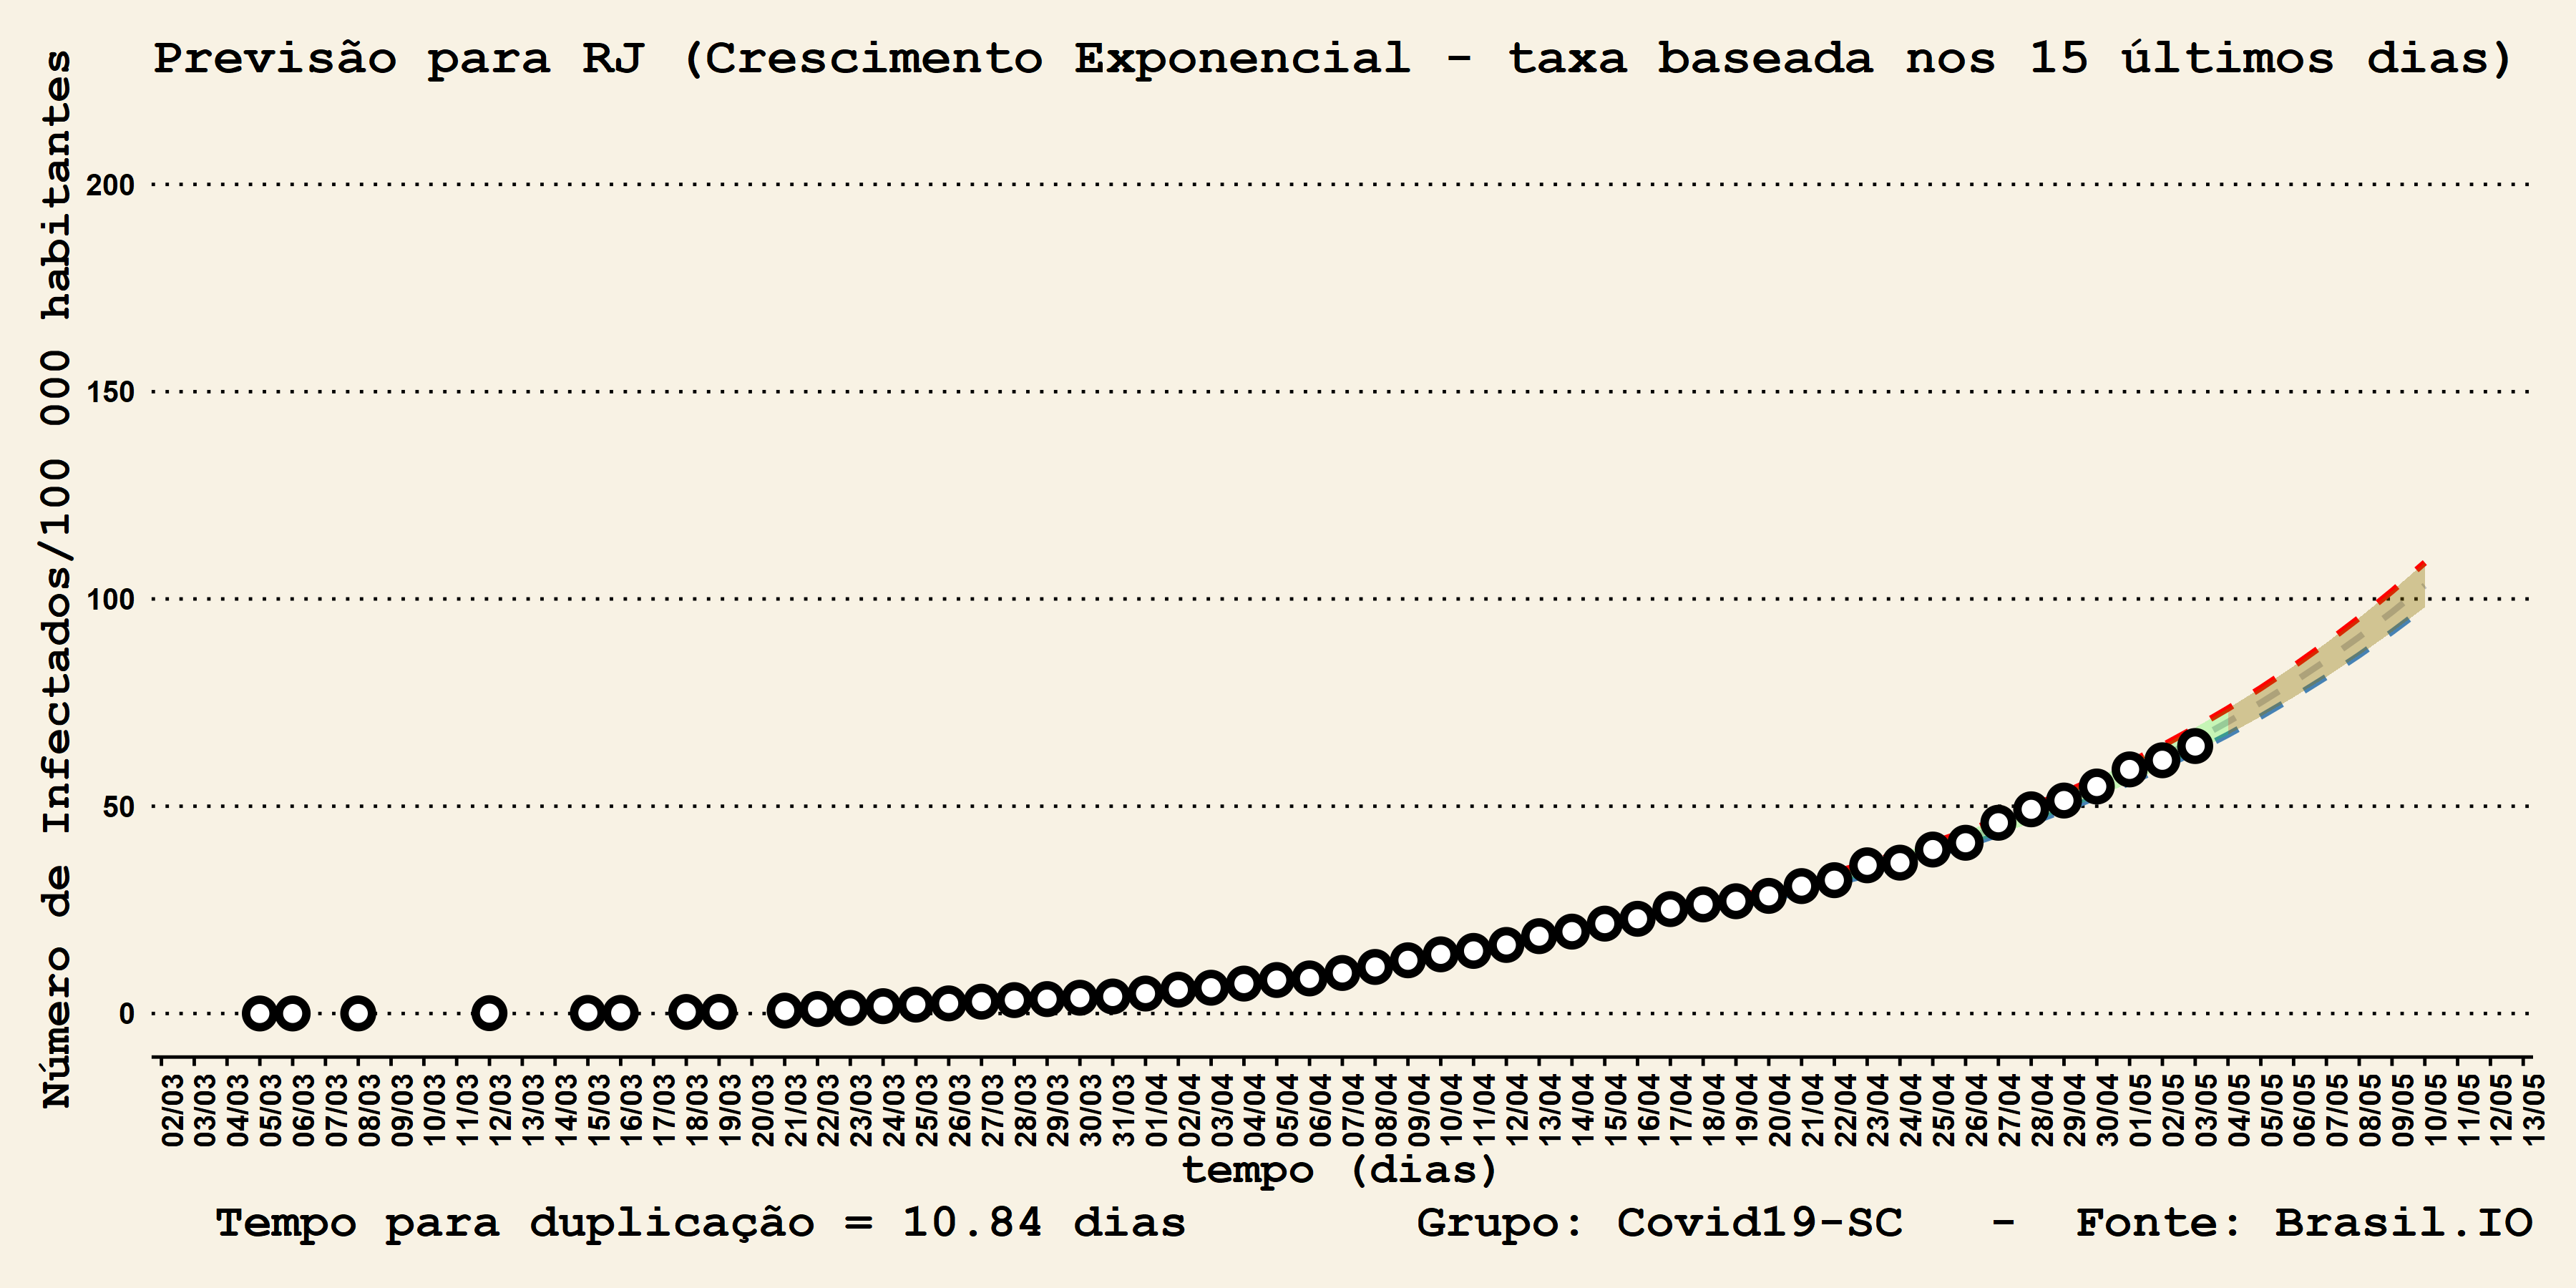 Previsão para RJ (Crescimento Exponencial - taxa baseada nos 15 últimos dias)
Número de Infectados/100 000 habitantes
200
150
100
50
0
02/03 03/03 04/03 05/03 06/03 07/03 08/03 09/03 10/03 11/03 12/03 13/03 14/03 15/03 16/03 17/03 18/03 19/03 20/03 21/03 22/03 23/03 24/03 25/03 26/03 27/03 28/03 29/03 30/03 31/03 01/04 02/04 03/04 04/04 05/04 06/04 07/04 08/04 09/04 10/04 11/04 12/04 13/04 14/04 15/04 16/04 17/04 18/04 19/04 20/04 21/04 22/04 23/04 24/04 25/04 26/04 27/04 28/04 29/04 30/04 01/05 02/05 03/05 04/05 05/05 06/05 07/05 08/05 09/05 10/05 11/05 12/05 13/05
tempo (dias)
Tempo para duplicação = 10.84 dias Grupo: Covid19-SC - Fonte: Brasil.IO